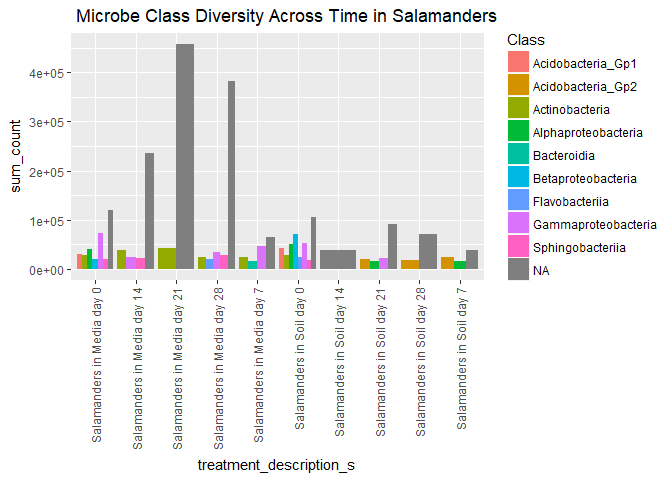 Microbe Class Diversity Across Time in Salamanders
sum_count
4e+05
3e+05
2e+05
1e+05
0e+00
Salamanders in Media day 0
Salamanders in Media day 14
Salamanders in Media day 21
Salamanders in Media day 28
Salamanders in Media day 7
Salamanders in Soil day 0
Salamanders in Soil day 14
Salamanders in Soil day 21
Salamanders in Soil day 28
Salamanders in Soil day 7
treatment_description_s
Class
Acidobacteria_Gp1
Acidobacteria_Gp2
Actinobacteria
Alphaproteobacteria
Bacteroidia
Betaproteobacteria
Flavobacteriia
Gammaproteobacteria
Sphingobacteriia
NA